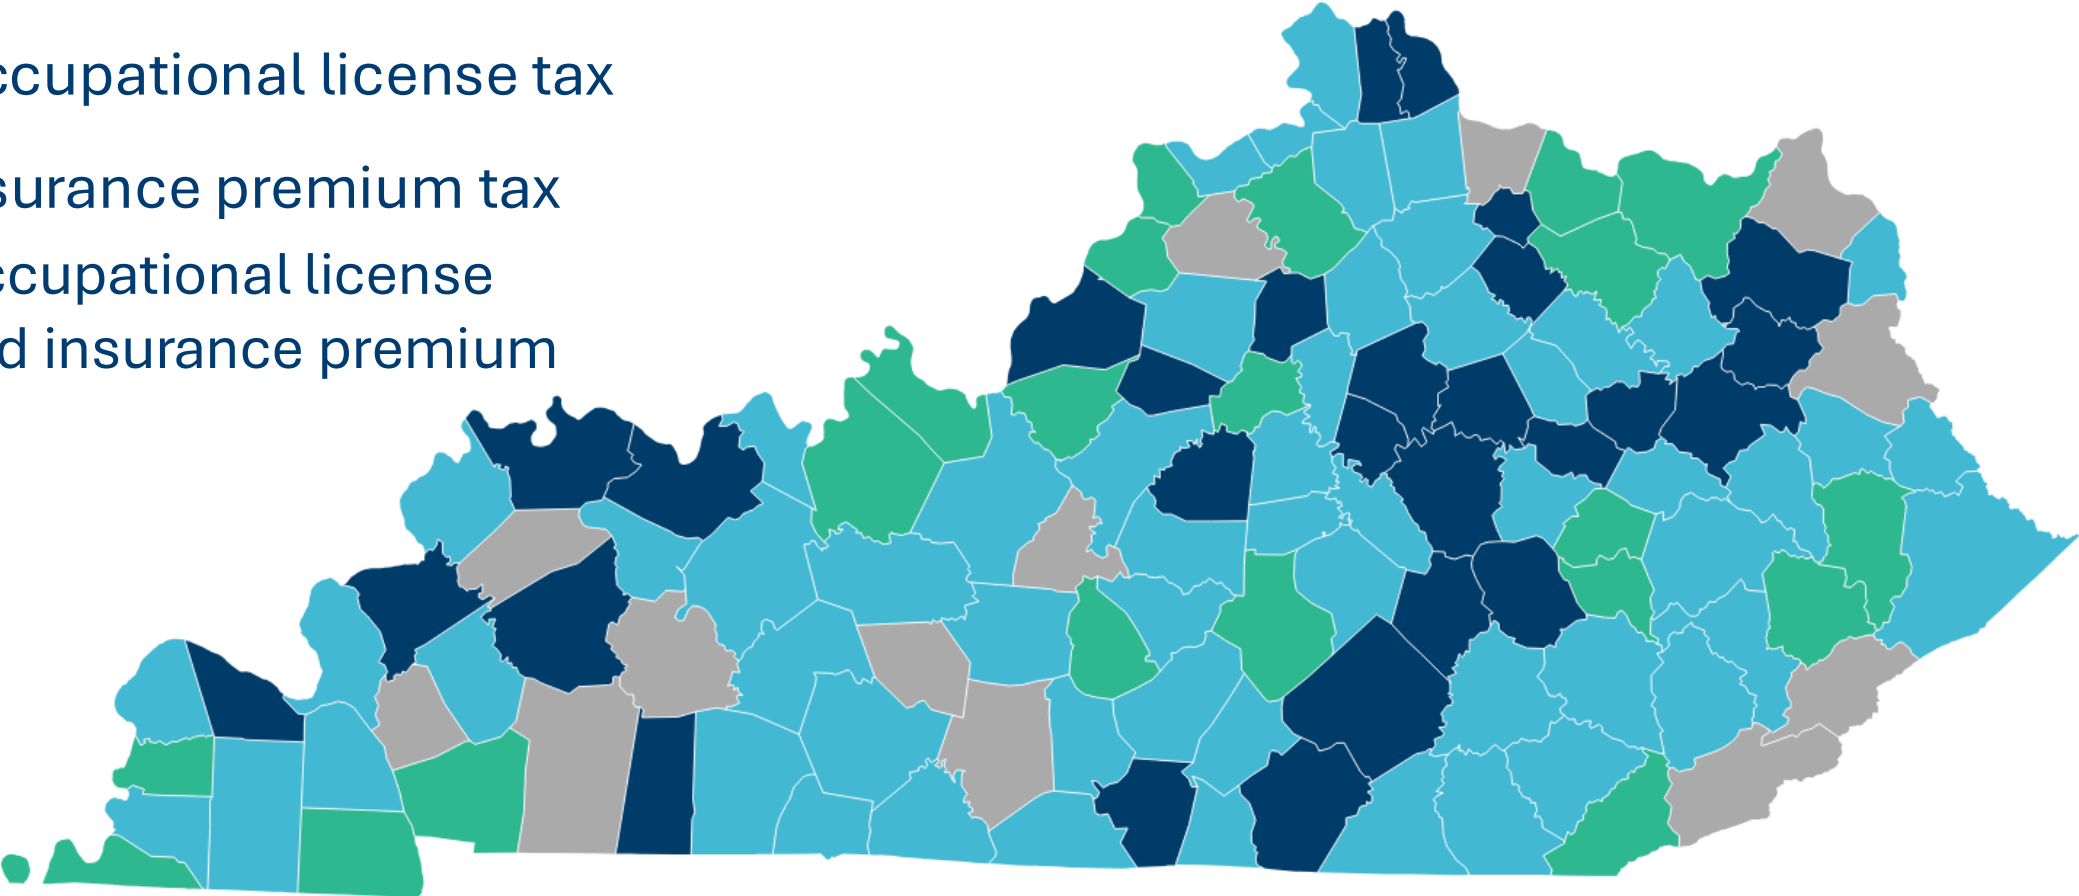 ccupational license tax
surance premium tax
ccupational license
d insurance premium